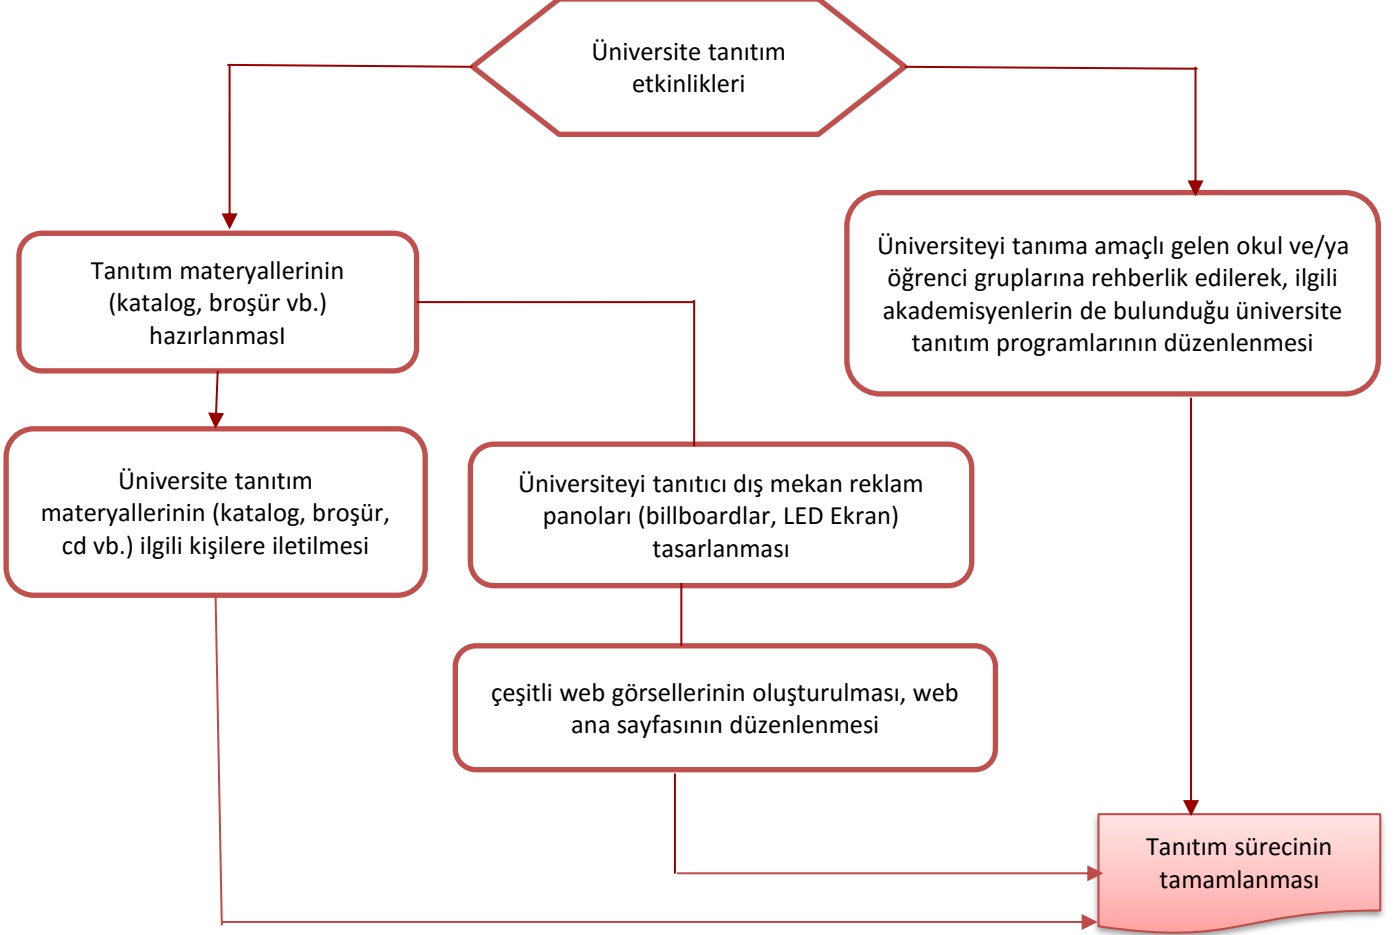 Üniversite tanıtım
etkinlikleri
Tanıtım materyallerinin
(katalog, broşür vb.)
hazırlanmasI
Üniversiteyi tanıma amaçlı gelen okul ve/ya
öğrenci gruplarına rehberlik edilerek, ilgili
akademisyenlerin de bulunduğu üniversite
tanıtım programlarının düzenlenmesi
Üniversite tanıtım
materyallerinin (katalog, broşür,
cd vb.) ilgili kişilere iletilmesi
Üniversiteyi tanıtıcı dış mekan reklam
panoları (billboardlar, LED Ekran)
tasarlanması
çeşitli web görsellerinin oluşturulması, web
ana sayfasının düzenlenmesi
Tanıtım sürecinin
tamamlanması